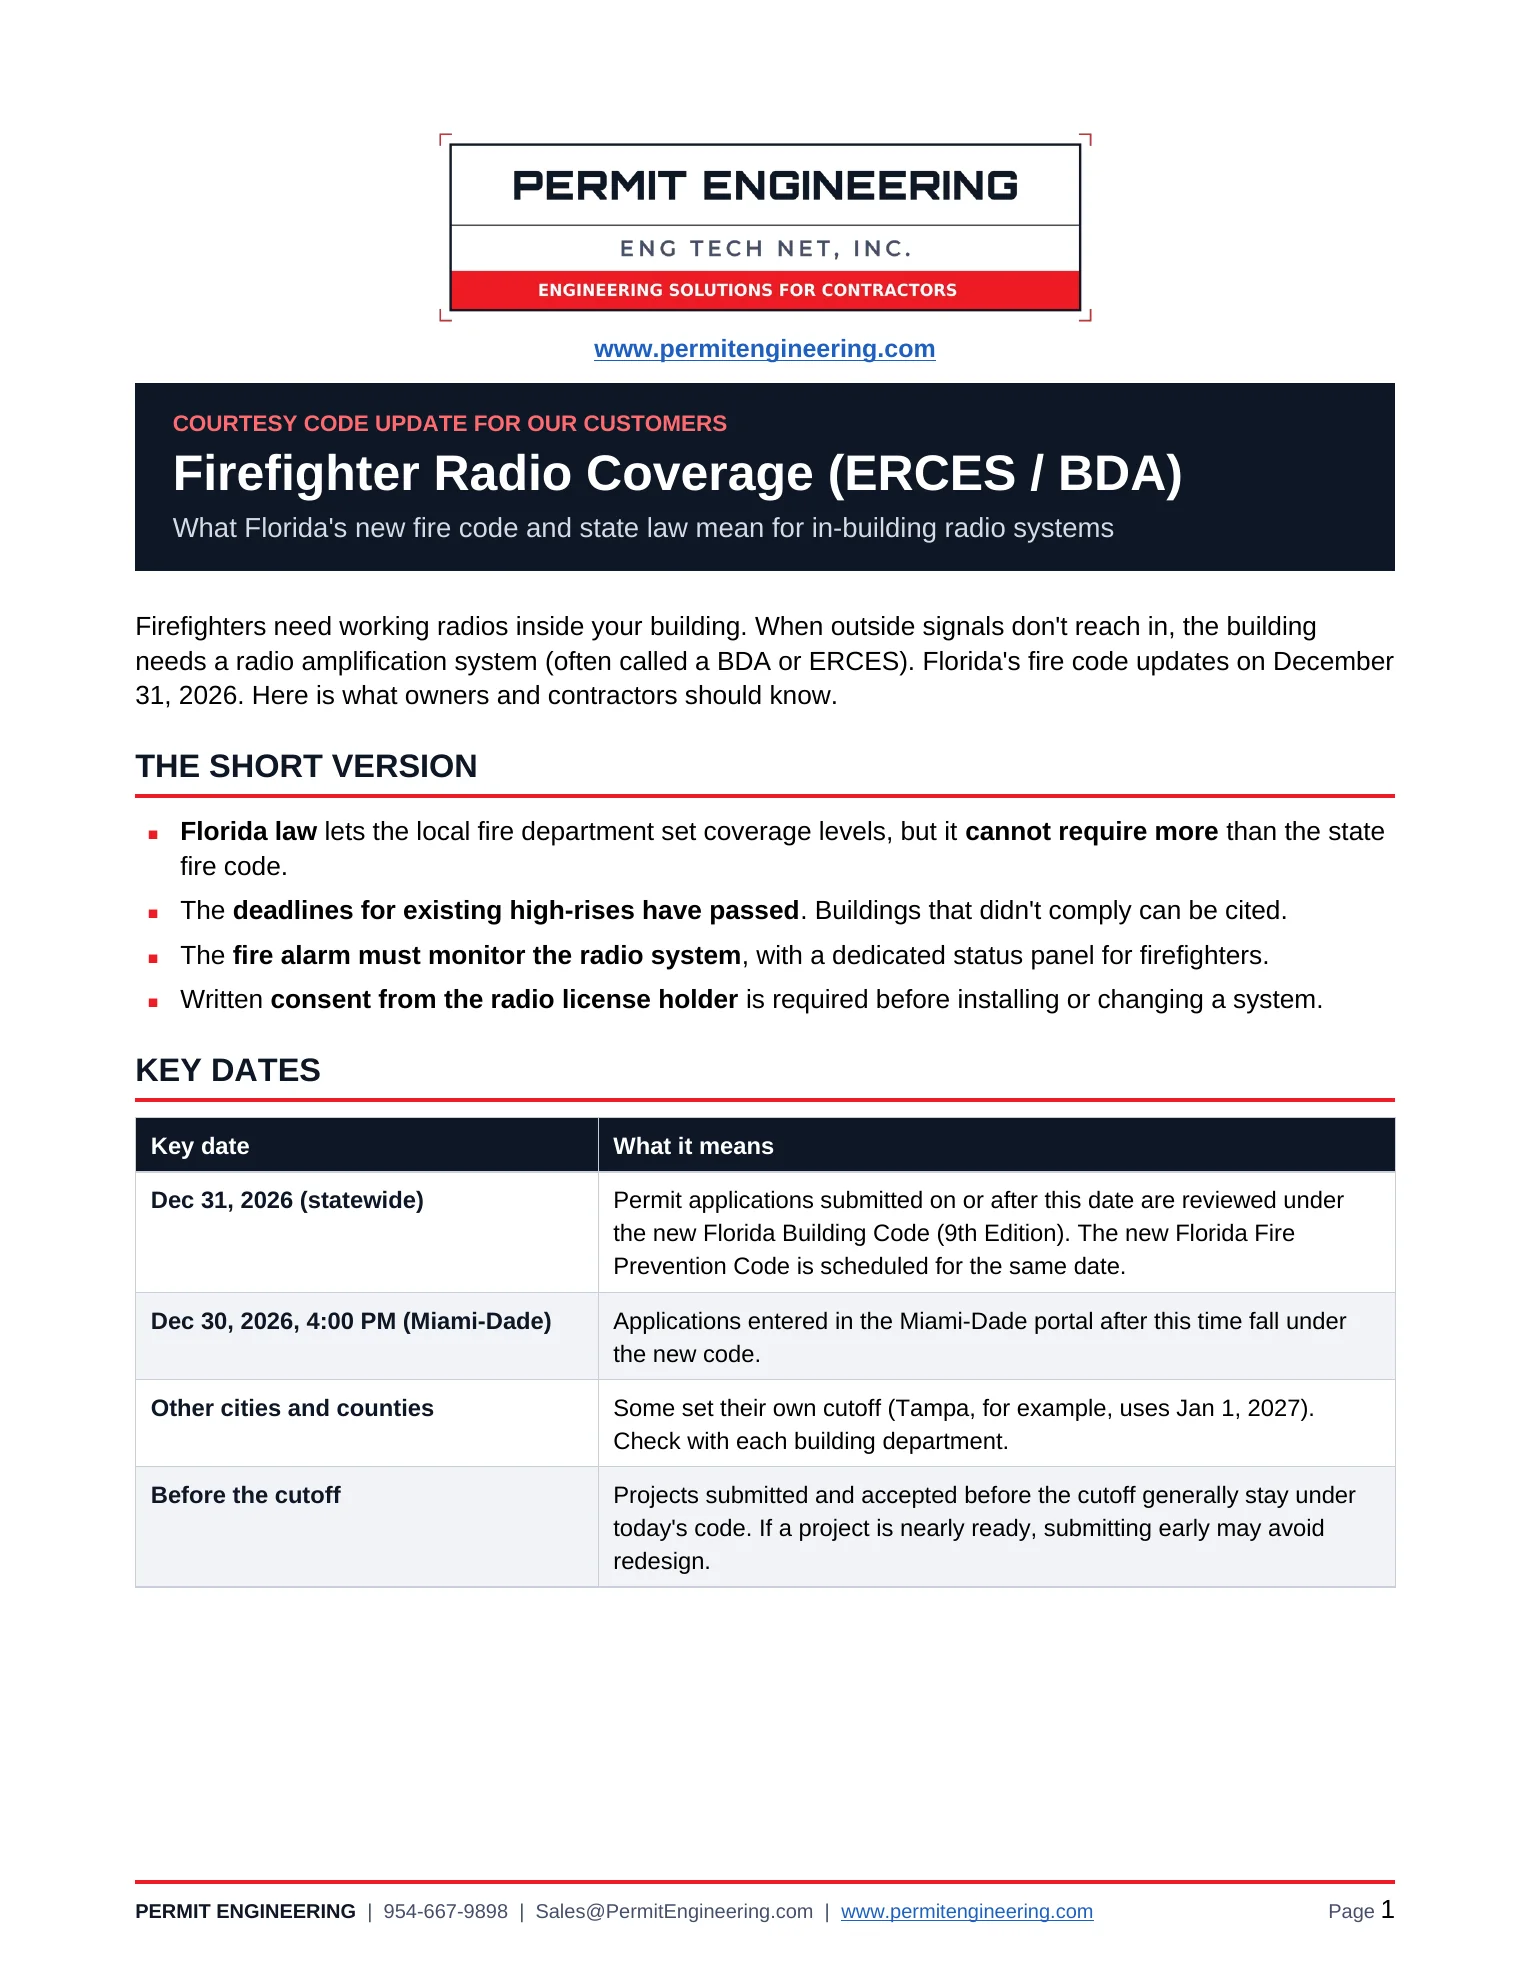 PERMIT ENGINEERING
ENG TECH NET, INC.
ENGINEERING SOLUTIONS FOR CONTRACTORS
www.permitengineering.com
COURTESY CODE UPDATE FOR OUR CUSTOMERS
Firefighter Radio Coverage (ERCES / BDA)
What Florida's new fire code and state law mean for in-building radio systems
Firefighters need working radios inside your building. When outside signals don't reach in, the building
needs a radio amplification system (often called a BDA or ERCES). Florida's fire code updates on December
31, 2026. Here is what owners and contractors should know.
THE SHORT VERSION
▪ Florida law lets the local fire department set coverage levels, but it cannot require more than the state
fire code.
▪ The deadlines for existing high-rises have passed. Buildings that didn't comply can be cited.
▪ The fire alarm must monitor the radio system, with a dedicated status panel for firefighters.
▪ Written consent from the radio license holder is required before installing or changing a system.
KEY DATES
Key date What it means
Dec 31, 2026 (statewide) Permit applications submitted on or after this date are reviewed under
the new Florida Building Code (9th Edition). The new Florida Fire
Prevention Code is scheduled for the same date.
Dec 30, 2026, 4:00 PM (Miami-Dade) Applications entered in the Miami-Dade portal after this time fall under
the new code.
Other cities and counties Some set their own cutoff (Tampa, for example, uses Jan 1, 2027).
Check with each building department.
Before the cutoff Projects submitted and accepted before the cutoff generally stay under
today's code. If a project is nearly ready, submitting early may avoid
redesign.
PERMIT ENGINEERING | 954-667-9898 | Sales@PermitEngineering.com | www.permitengineering.com Page 1